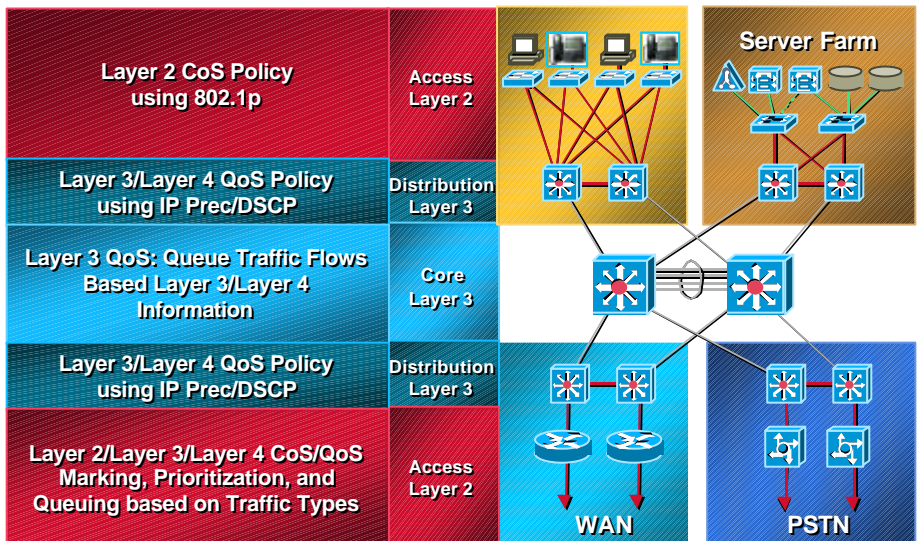 Layer 2 CoS Policy
using 802.1p
Access
Layer 2
Server Farm
Layer 3/Layer 4 QoS Policy
using IP Prec/DSCP
Distribution
Layer 3
Layer 3 QoS: Queue Traffic Flows
Based Layer 3/Layer 4
Information
Core
Layer 3
Layer 3/Layer 4 QoS Policy
using IP Prec/DSCP
Distribution
Layer 3
Layer 2/Layer 3/Layer 4 CoS/QoS
Marking, Prioritization, and
Queuing based on Traffic Types
Access
Layer 2
WAN
PSTN